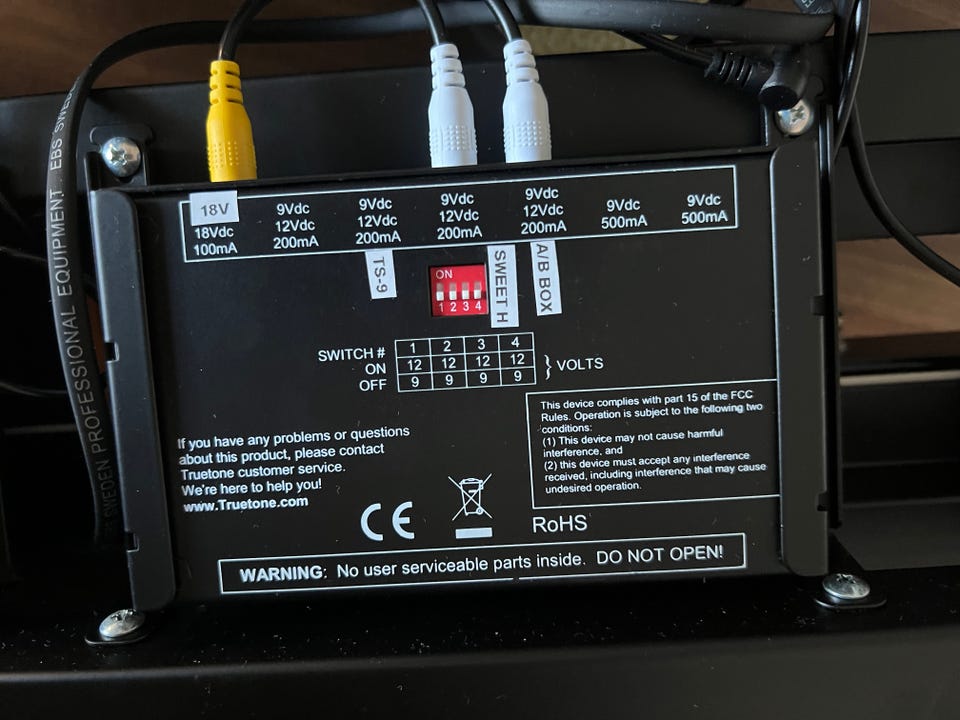 EBS SWEDEN PROFESSIONAL EQUIPMENT EBS SWE
18V
18Vdc
100mA
9Vdc
12Vdc
200mA
9Vdc
12Vdc
200mA
9Vdc
12Vdc
200mA
9Vdc
12Vdc
200mA
9Vdc
500mA
9Vdc
500mA
TS-9
ON
1 2 3 4
SWEET H
A/B BOX
SWITCH # 1 2 3 4
ON 12 12 12 12
OFF 9 9 9 9
} VOLTS
This device complies with part 15 of the FCC
Rules. Operation is subject to the following two
conditions:
(1) This device may not cause harmful
interference, and
(2) this device must accept any interference
received, including interference that may cause
undesired operation.
If you have any problems or questions
about this product, please contact
Truetone customer service.
We're here to help you!
www.Truetone.com
CE
RoHS
WARNING: No user serviceable parts inside. DO NOT OPEN!